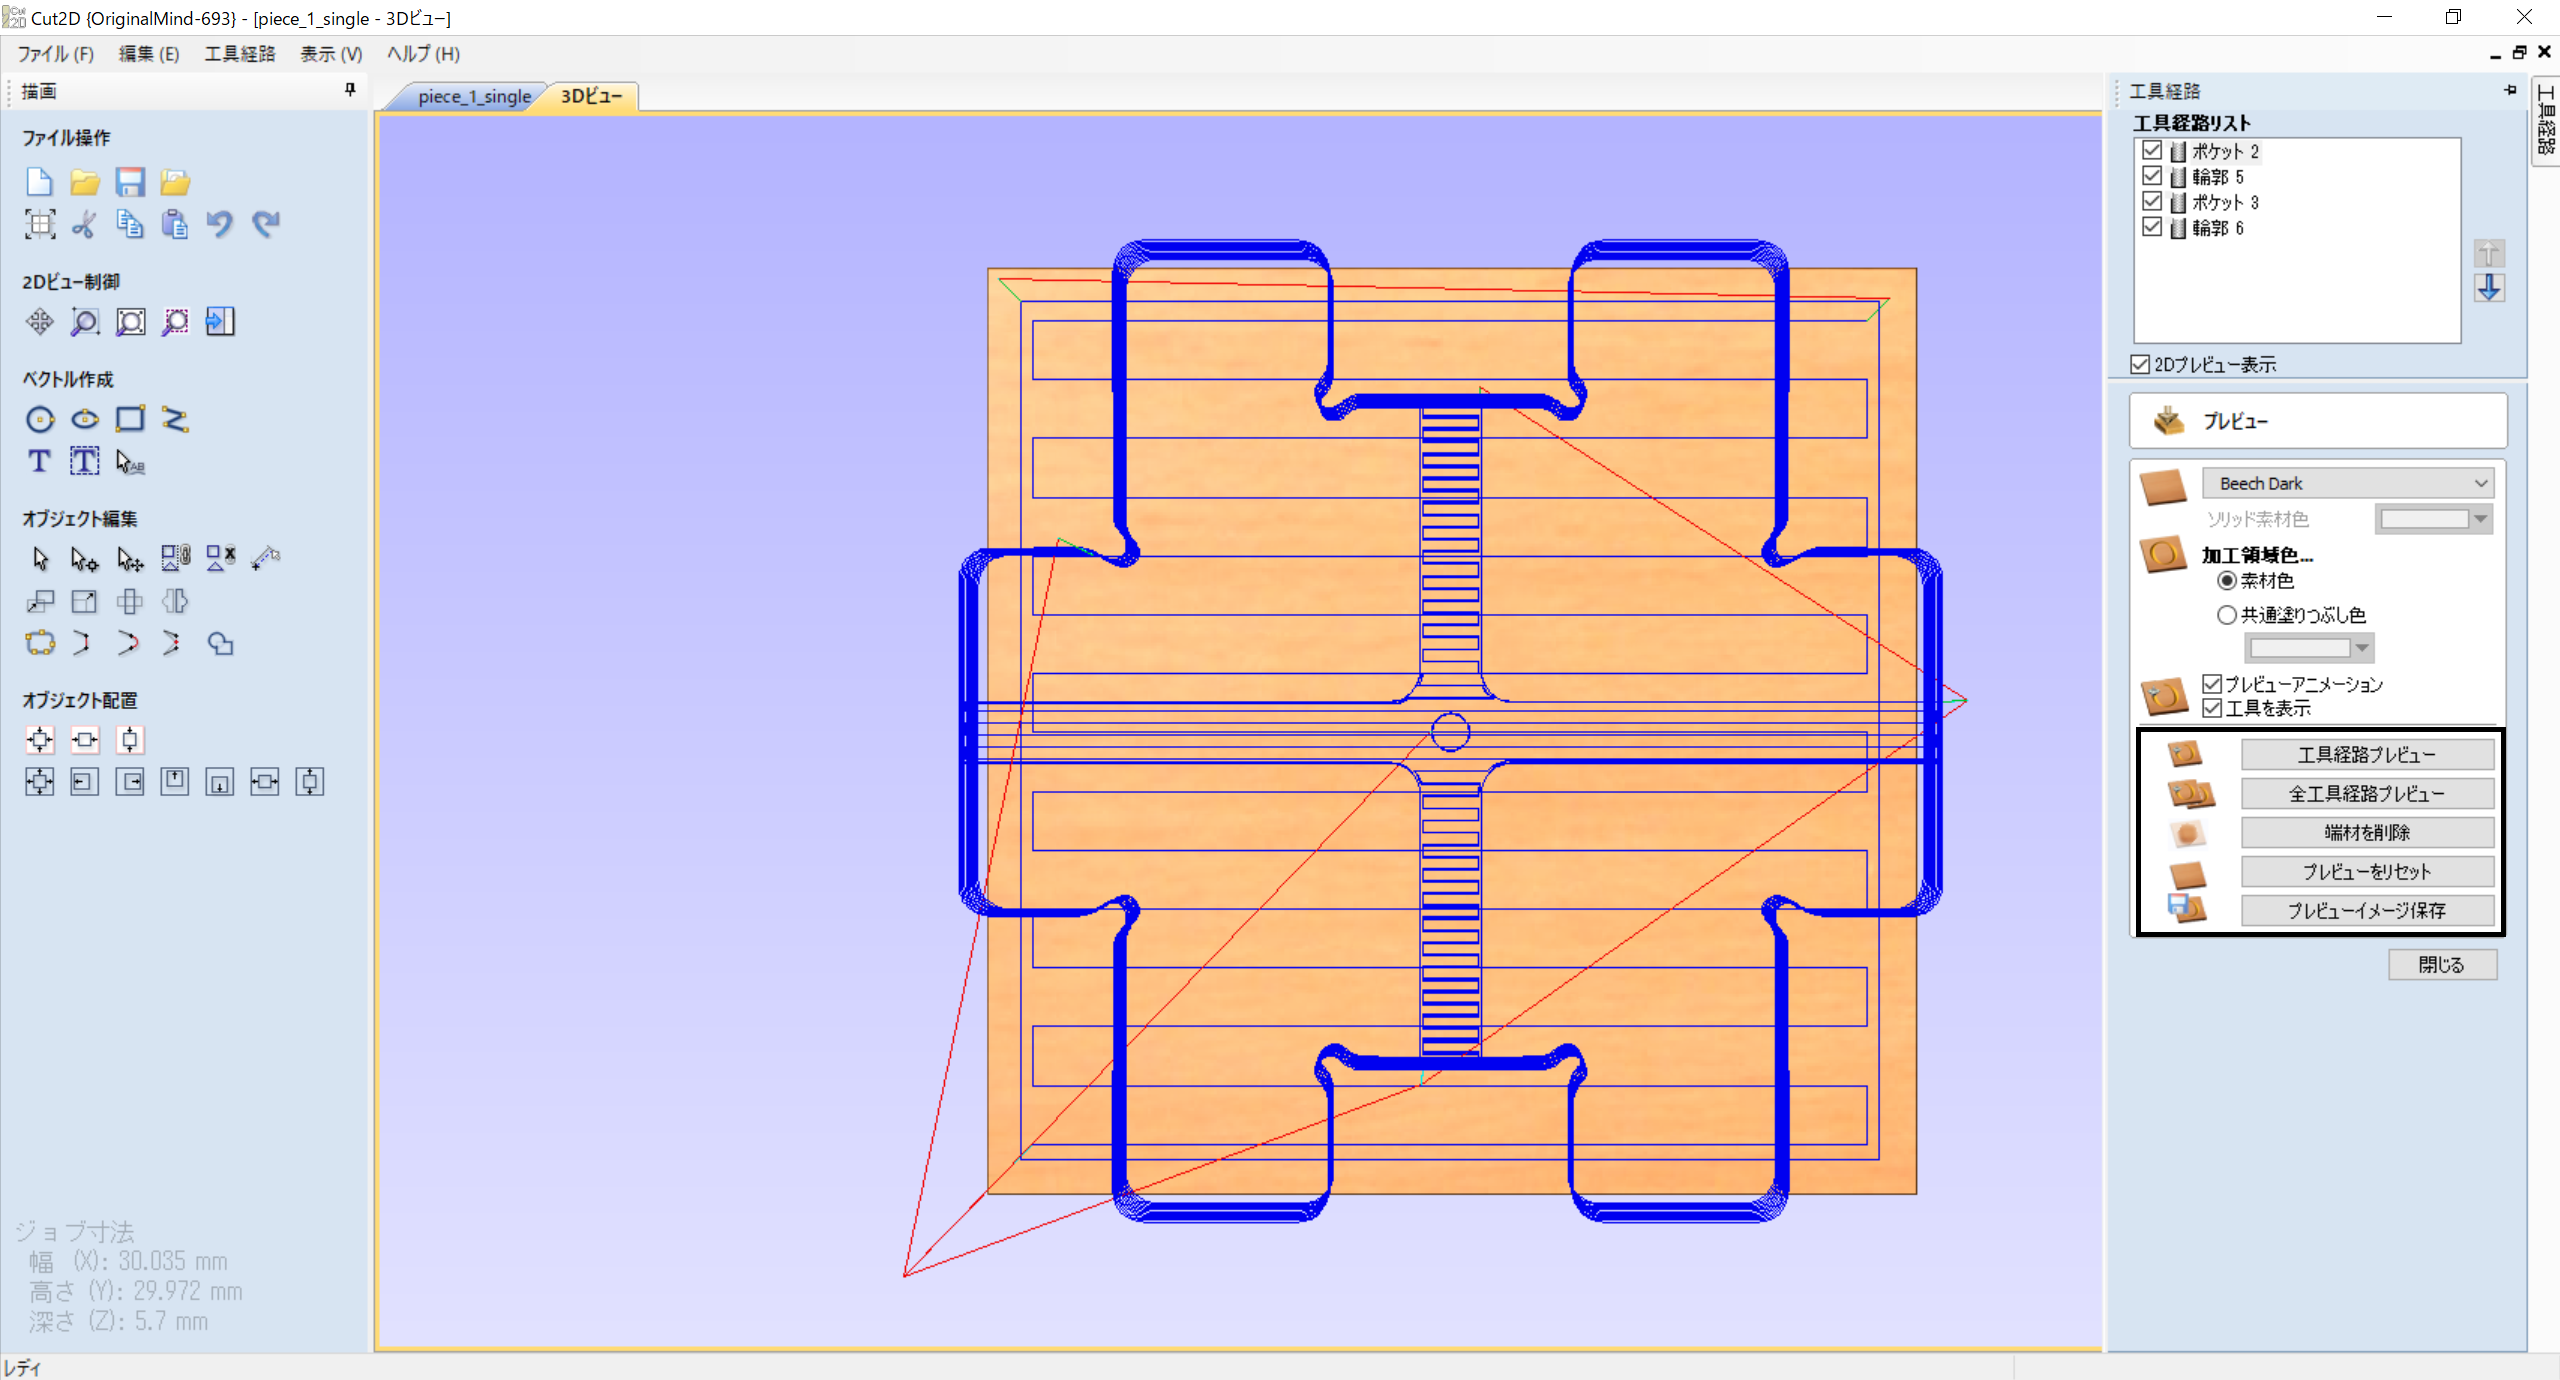 Cut2D {OriginalMind-693} - [piece_1_single - 3Dビュー]
ファイル (F) 編集 (E) 工具経路 表示 (V) ヘルプ (H)
描画
ファイル操作
2Dビュー制御
ベクトル作成
オブジェクト編集
オブジェクト配置
ジョブ寸法
幅 (X): 30.035 mm
高さ (Y): 29.972 mm
深さ (Z): 5.7 mm
レディ
piece_1_single 3Dビュー
工具経路
工具経路リスト
ポケット 2
輪郭 5
ポケット 3
輪郭 6
2Dプレビュー表示
プレビュー
Beech Dark
ソリッド素材色
加工領域色...
素材色
共通塗りつぶし色
プレビューアニメーション
工具を表示
工具経路プレビュー
全工具経路プレビュー
端材を削除
プレビューをリセット
プレビューイメージ保存
閉じる
工具経路